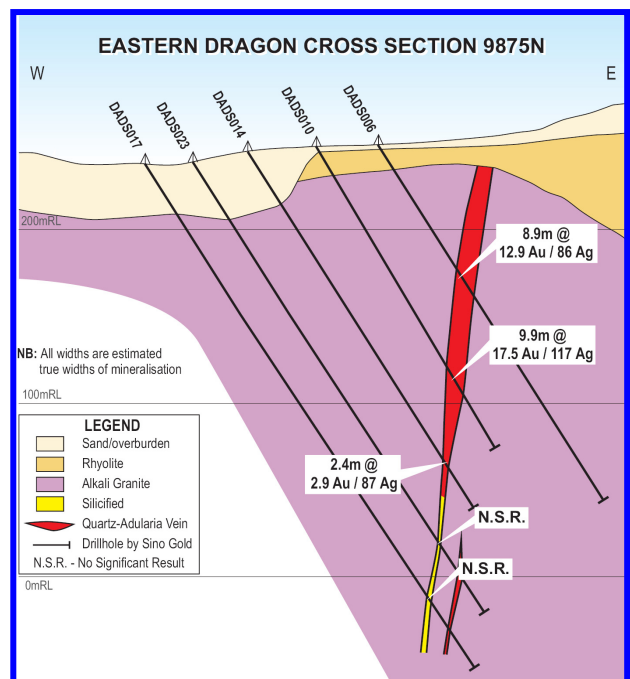 EASTERN DRAGON CROSS SECTION 9875N
W
E
DADS017
DADS023
DADS014
DADS010
DADS006
200mRL
8.9m @
12.9 Au / 86 Ag
9.9m @
17.5 Au / 117 Ag
NB: All widths are estimated
true widths of mineralisation
100mRL
LEGEND
Sand/overburden
Rhyolite
Alkali Granite
Silicified
Quartz-Adularia Vein
Drillhole by Sino Gold
N.S.R. - No Significant Result
2.4m @
2.9 Au / 87 Ag
N.S.R.
N.S.R.
0mRL